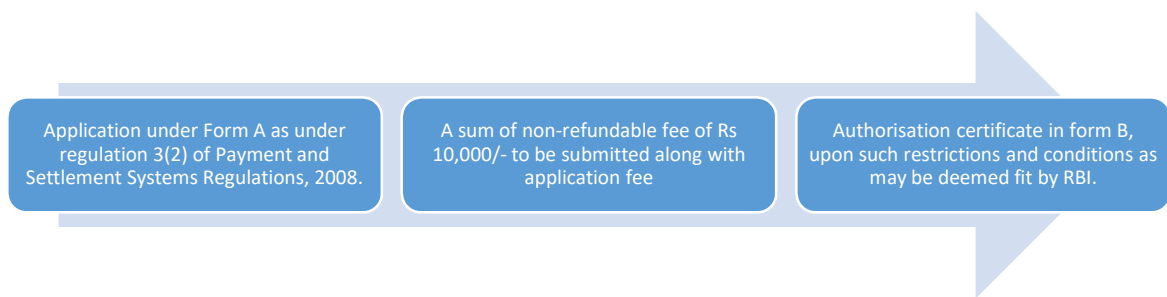 Application under Form A as under
regulation 3(2) of Payment and
Settlement Systems Regulations, 2008.
A sum of non-refundable fee of Rs
10,000/- to be submitted along with
application fee
Authorisation certificate in form B,
upon such restrictions and conditions as
may be deemed fit by RBI.